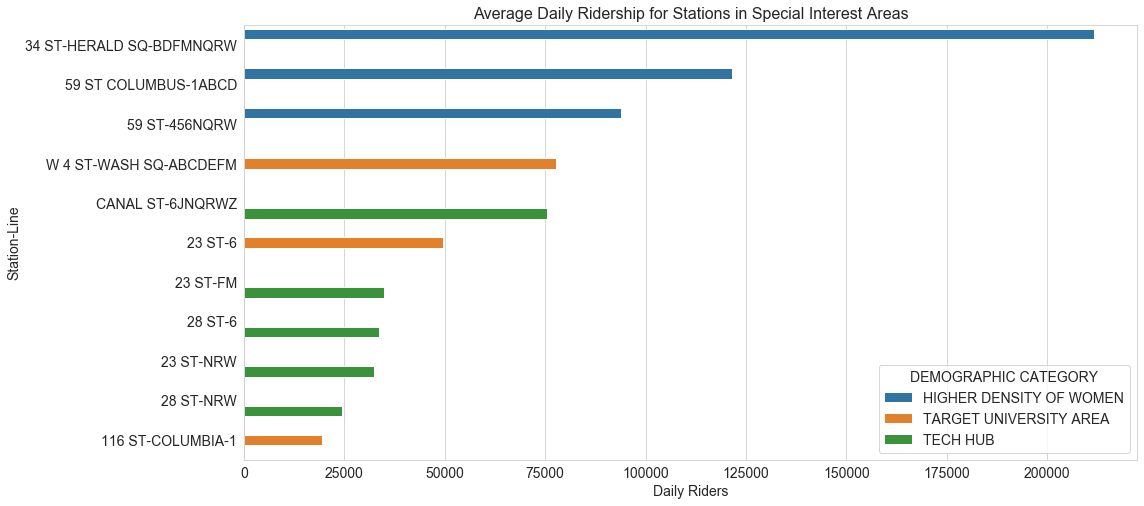 Average Daily Ridership for Stations in Special Interest Areas
34 ST-HERALD SQ-BDFMNQRW
59 ST COLUMBUS-1ABCD
59 ST-456NQRW
W 4 ST-WASH SQ-ABCDEFM
CANAL ST-6JNQRWZ
23 ST-6
23 ST-FM
28 ST-6
23 ST-NRW
28 ST-NRW
116 ST-COLUMBIA-1
Station-Line
DEMOGRAPHIC CATEGORY
HIGHER DENSITY OF WOMEN
TARGET UNIVERSITY AREA
TECH HUB
0 25000 50000 75000 100000 125000 150000 175000 200000
Daily Riders